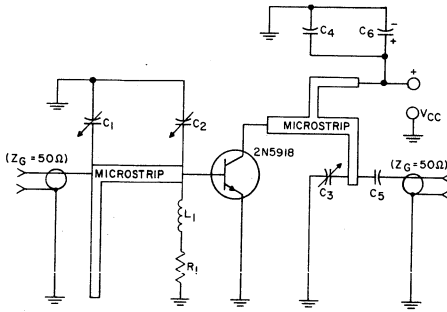 C4
C6
−
+
+
C1
C2
MICROSTRIP
VCC
2N5918
(ZG = 50Ω)
MICROSTRIP
(ZG = 50Ω)
C3
C5
L1
R1